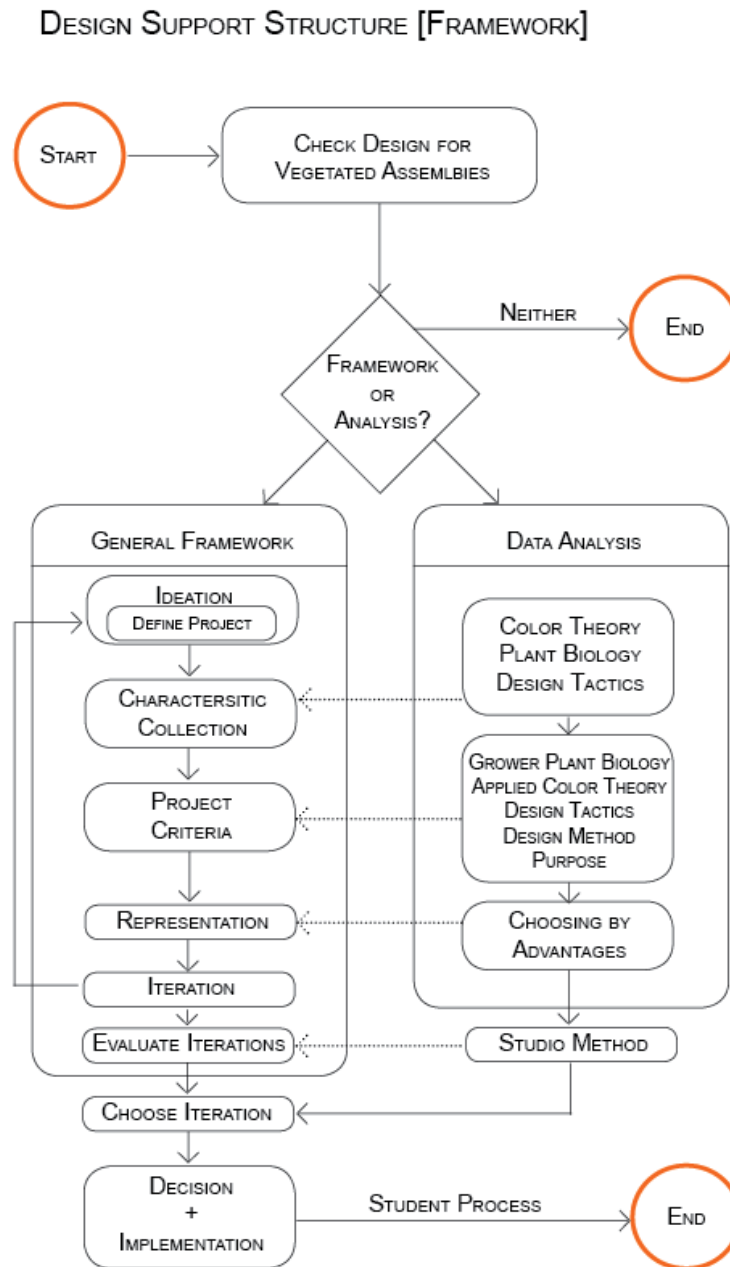 Design Support Structure [Framework]
Start
Check Design for
Vegetated Assemlbies
Neither
End
Framework
or
Analysis?
General Framework
Ideation
Define Project
Charactersitic
Collection
Project
Criteria
Representation
Iteration
Evaluate Iterations
Data Analysis
Color Theory
Plant Biology
Design Tactics
Grower Plant Biology
Applied Color Theory
Design Tactics
Design Method
Purpose
Choosing by
Advantages
Studio Method
Choose Iteration
Decision
+
Implementation
Student Process
End